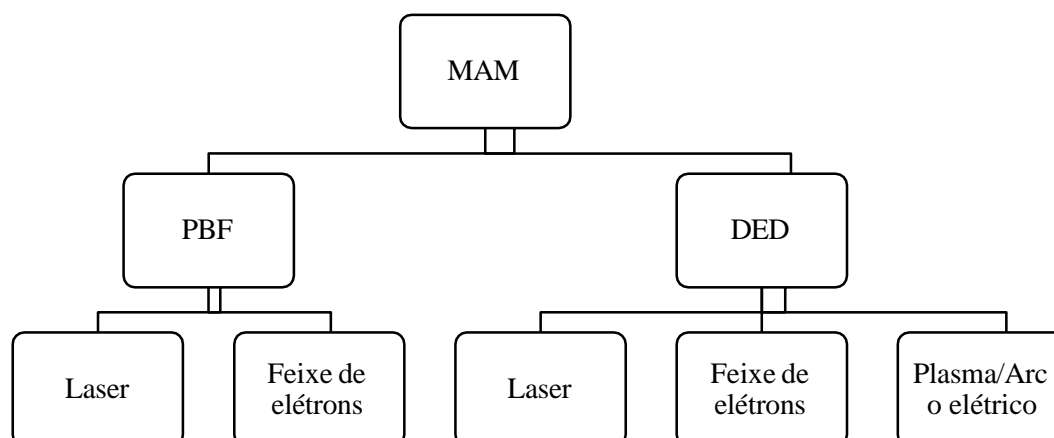 MAM
PBF
DED
Laser
Feixe de
elétrons
Laser
Feixe de
elétrons
Plasma/Arc
o elétrico